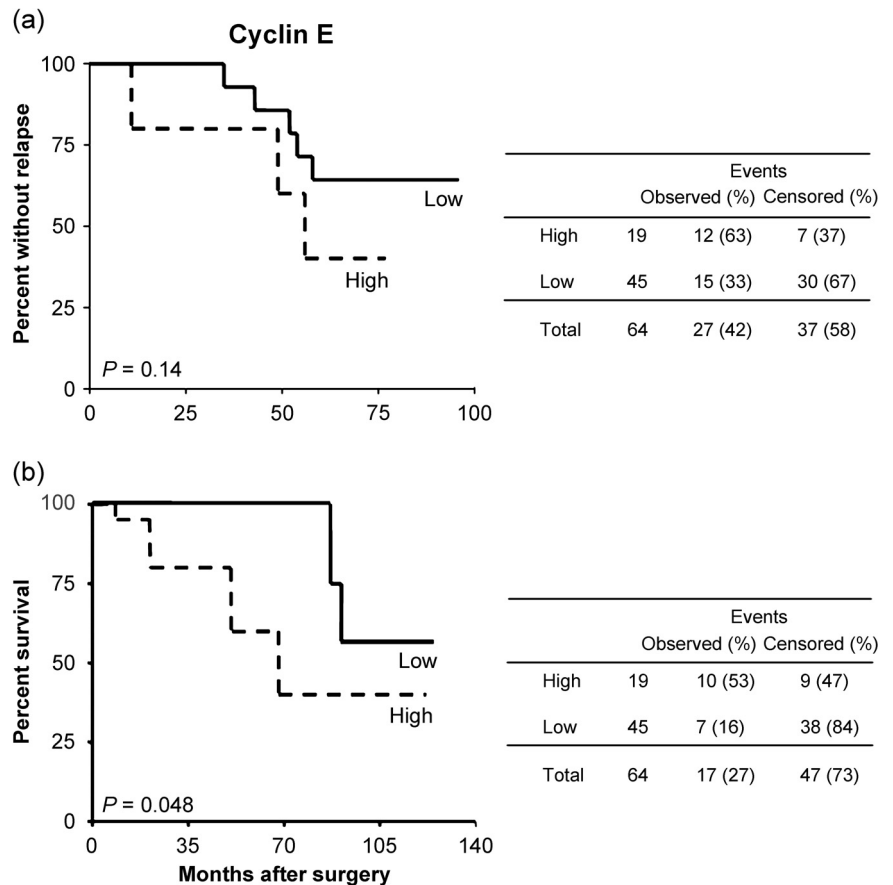 (a)
Cyclin E
Percent without relapse
100
75
50
25
0
Low
High
P = 0.14
0 25 50 75 100
Events
Observed (%) Censored (%)
High 19 12 (63) 7 (37)
Low 45 15 (33) 30 (67)
Total 64 27 (42) 37 (58)
(b)
Percent survival
100
75
50
25
0
Low
High
P = 0.048
0 35 70 105 140
Months after surgery
Events
Observed (%) Censored (%)
High 19 10 (53) 9 (47)
Low 45 7 (16) 38 (84)
Total 64 17 (27) 47 (73)